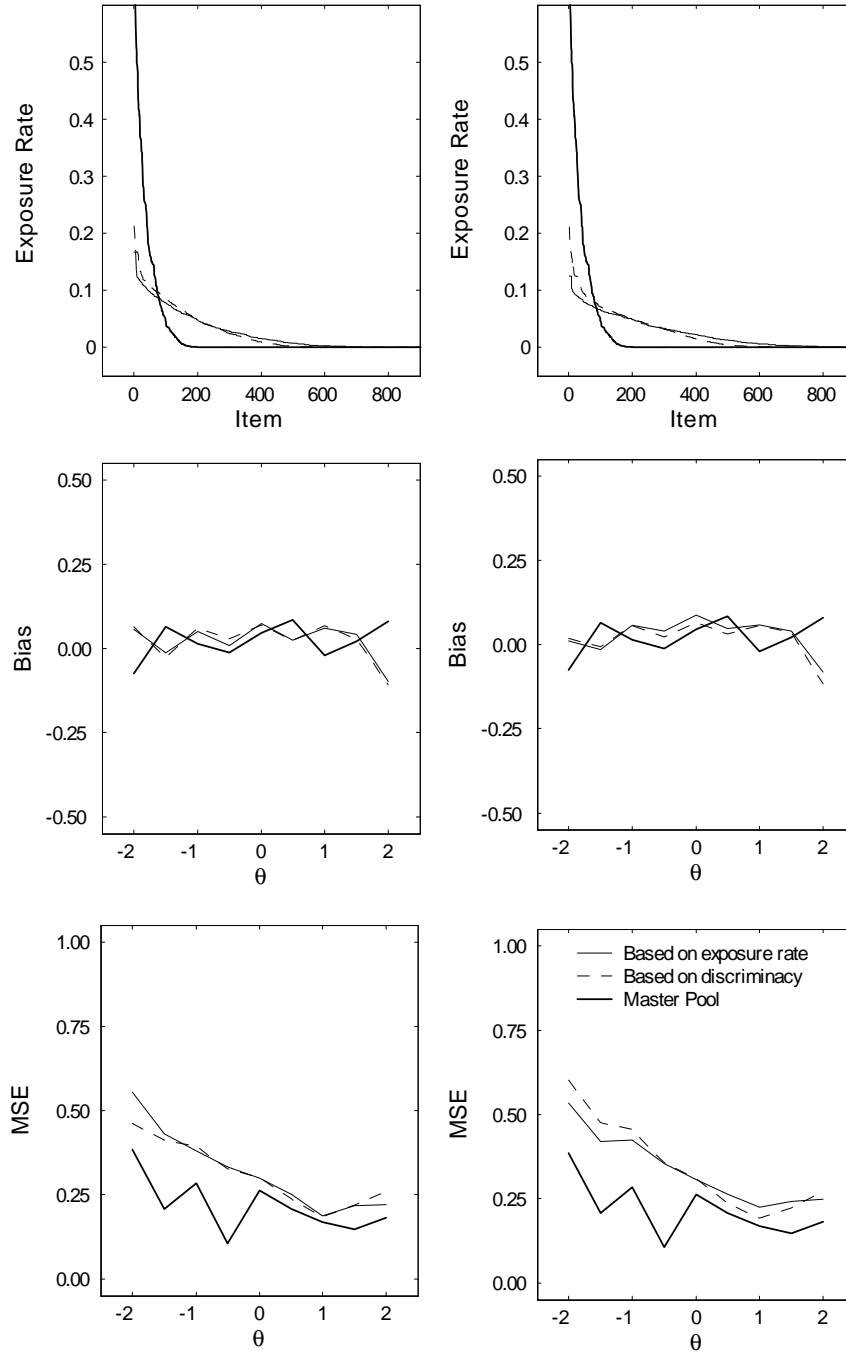 0.5
0.4
0.3
0.2
0.1
0
Exposure Rate
0 200 400 600 800
Item
0.5
0.4
0.3
0.2
0.1
0
Exposure Rate
0 200 400 600 800
Item
0.50
0.25
0.00
-0.25
-0.50
Bias
-2 -1 0 1 2
θ
0.50
0.25
0.00
-0.25
-0.50
Bias
-2 -1 0 1 2
θ
1.00
0.75
0.50
0.25
0.00
MSE
-2 -1 0 1 2
θ
1.00
0.75
0.50
0.25
0.00
MSE
Based on exposure rate
Based on discriminacy
Master Pool
-2 -1 0 1 2
θ